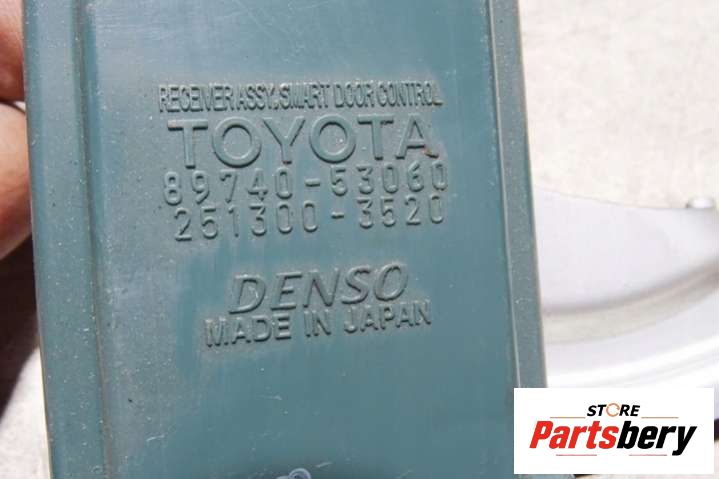 RECEIVER ASSY, SMART DOOR CONTROL
TOYOTA
89740-53060
251300-3520
DENSO
MADE IN JAPAN
STORE
Partsbery